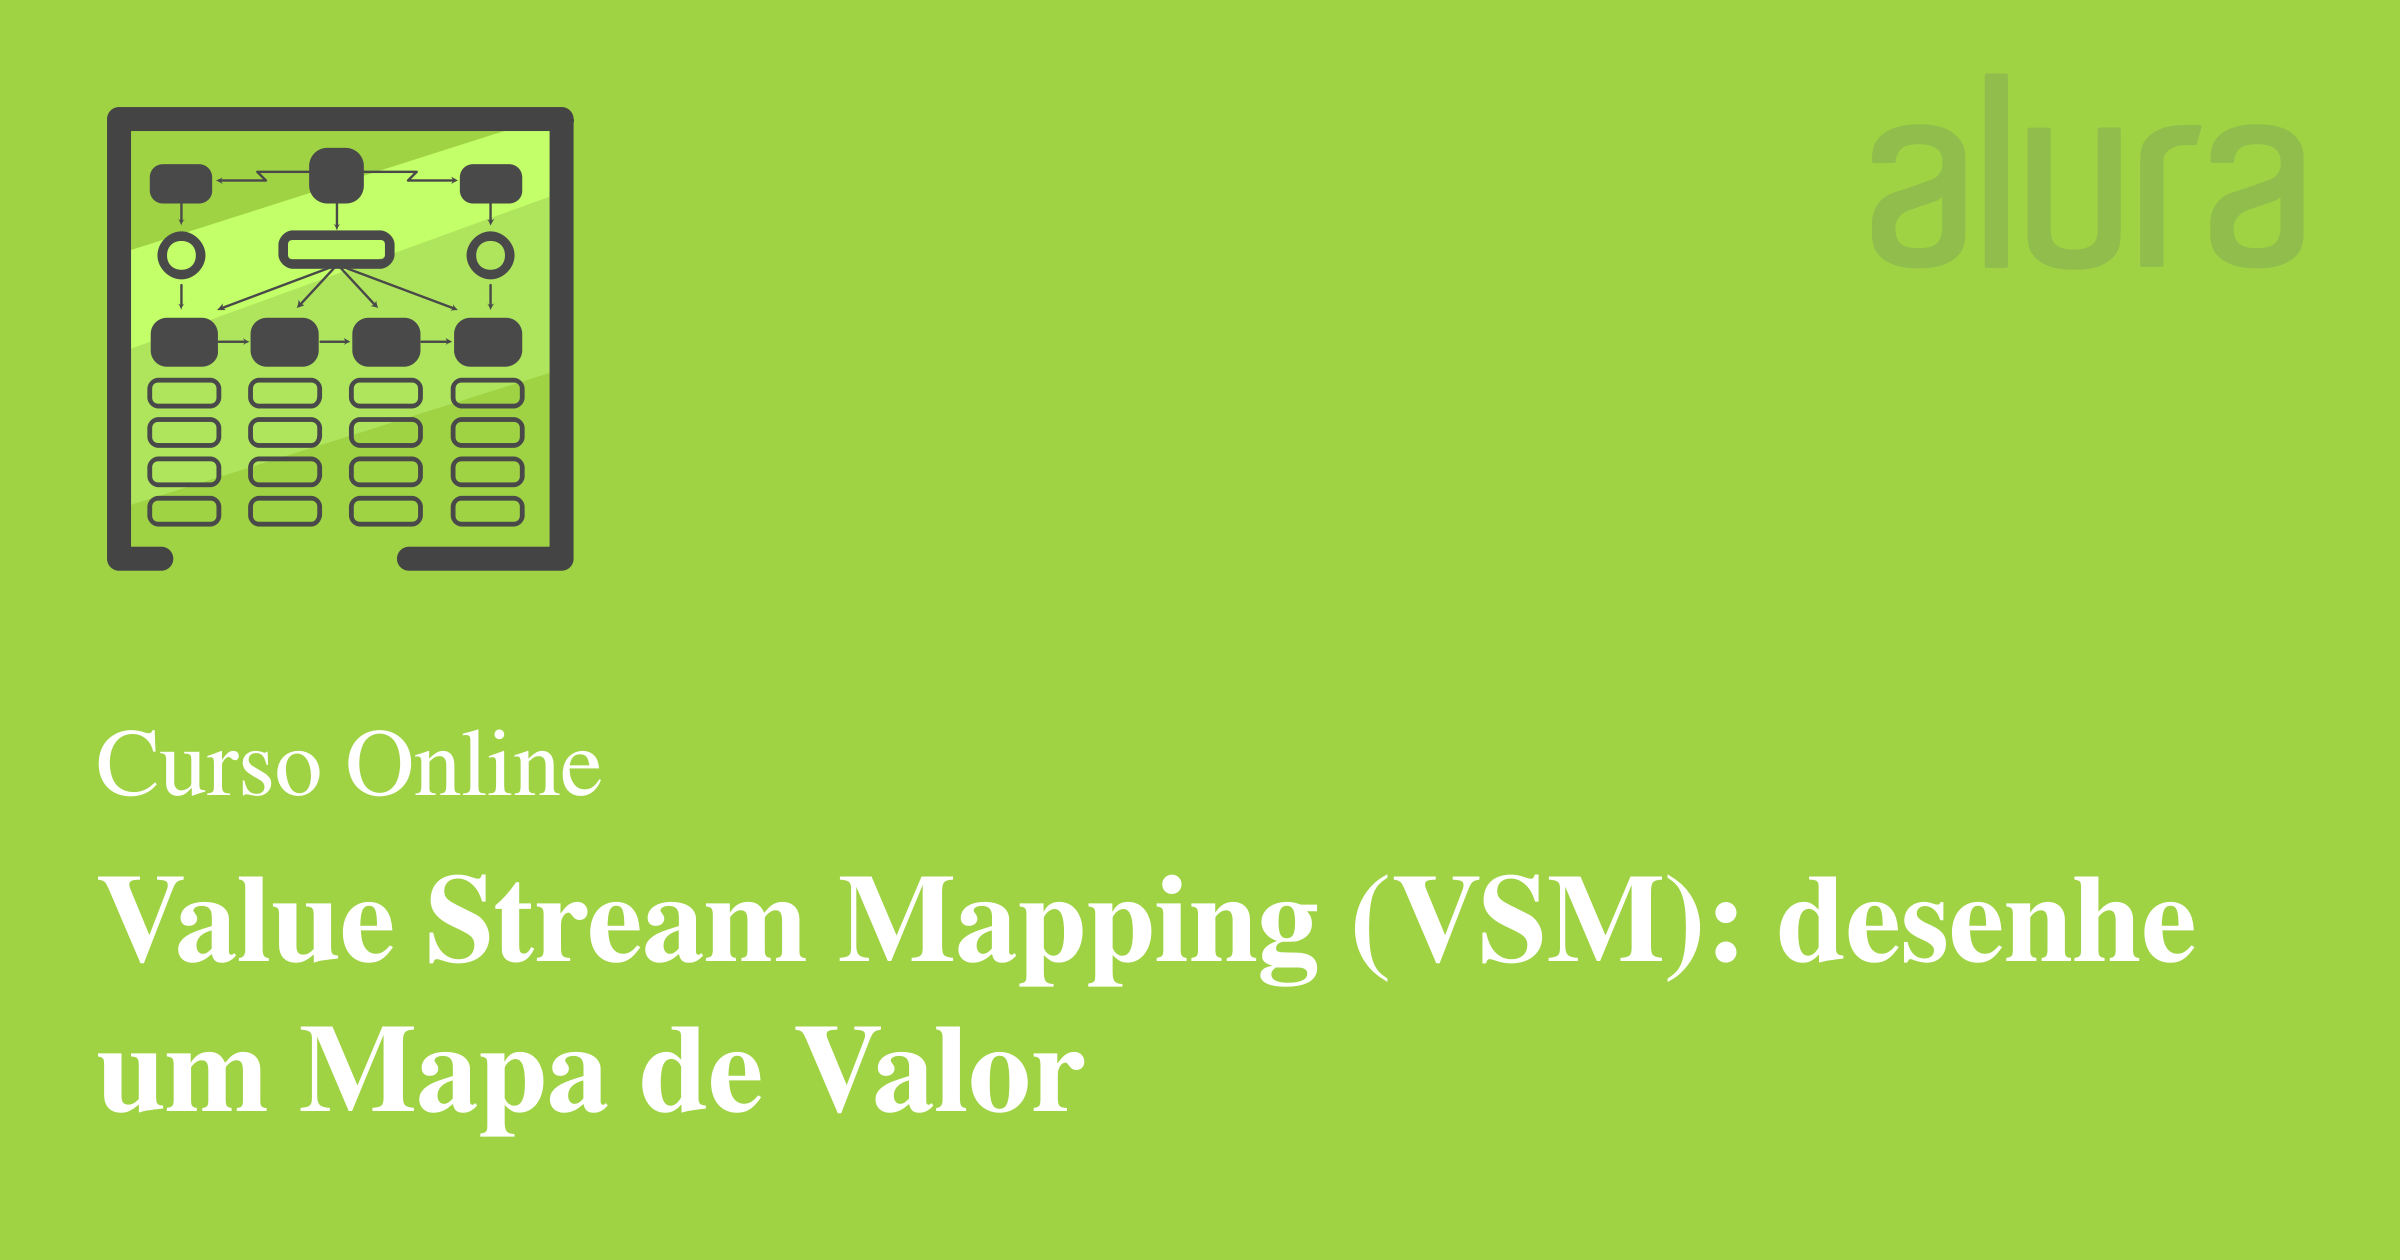 alura
Curso Online
Value Stream Mapping (VSM): desenhe
um Mapa de Valor